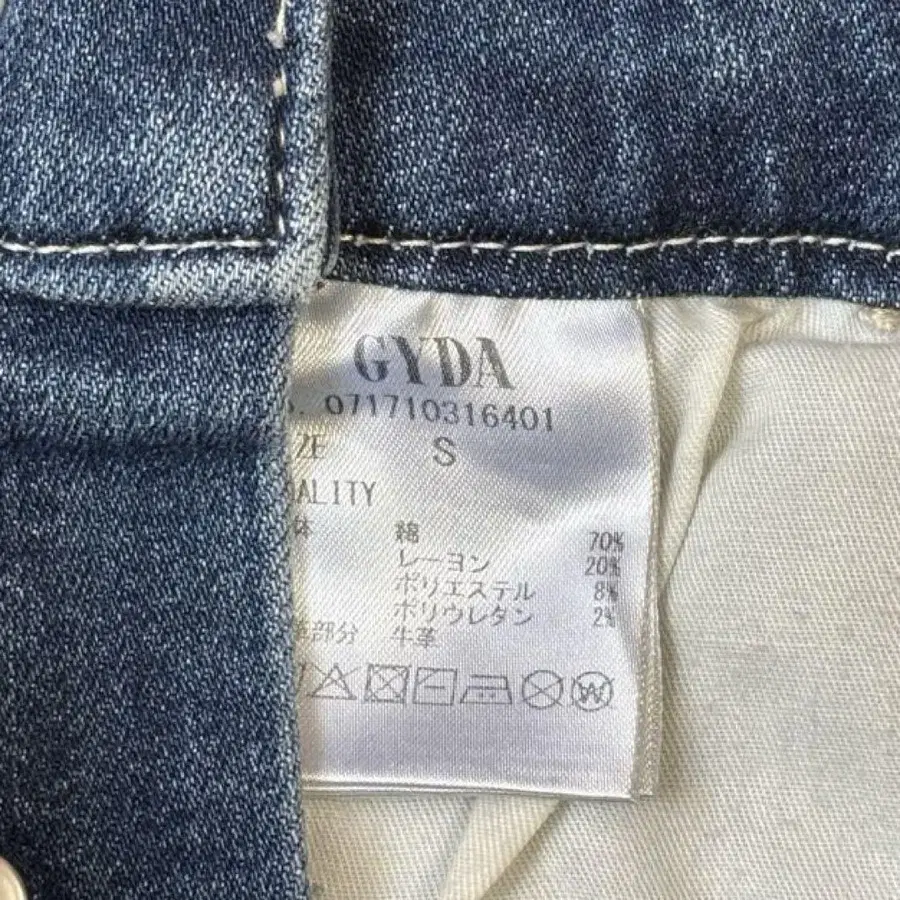 GYDA
. 071710316401
ZE S
ALITY
体 綿 70%
レーヨン 20%
ポリエステル 8%
ポリウレタン 2%
部分 牛革
W